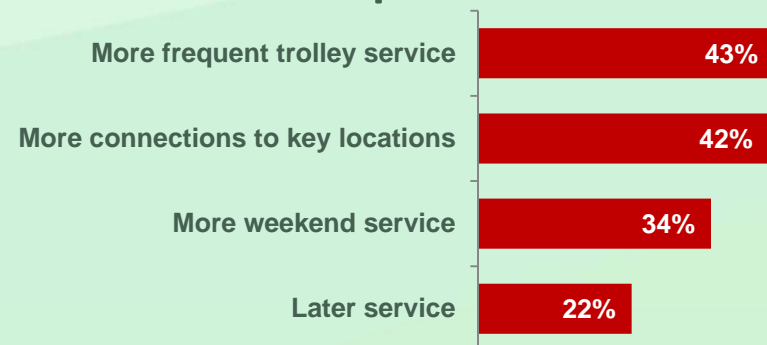 More frequent trolley service 43%
More connections to key locations 42%
More weekend service 34%
Later service 22%